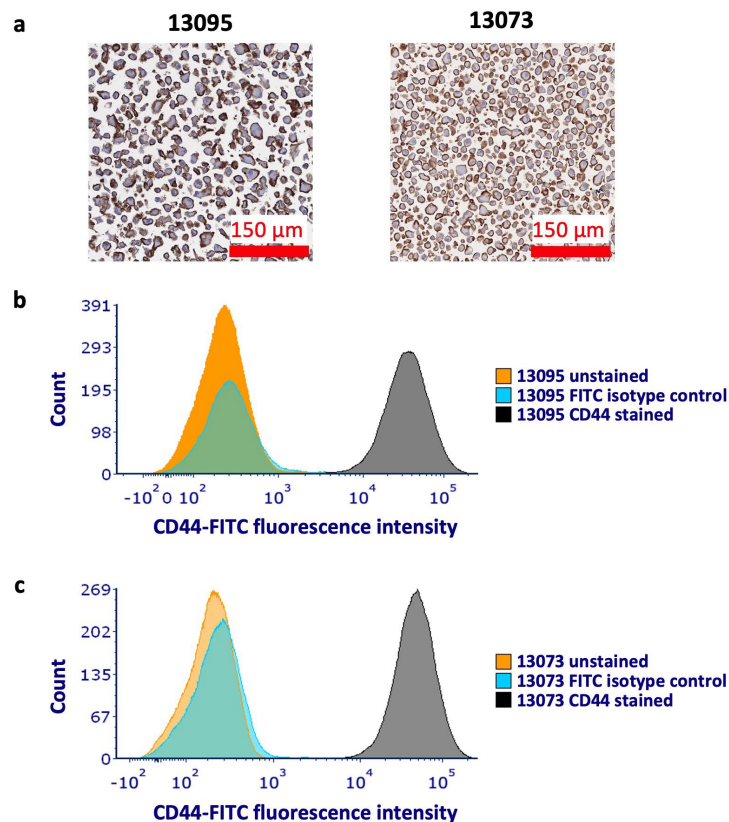 a
13095
13073
150 µm
150 µm
b
391
293
195
98
0
Count
-10² 0 10² 10³ 10⁴ 10⁵
CD44-FITC fluorescence intensity
13095 unstained
13095 FITC isotype control
13095 CD44 stained
c
269
202
135
67
0
Count
-10² 10² 10³ 10⁴ 10⁵
CD44-FITC fluorescence intensity
13073 unstained
13073 FITC isotype control
13073 CD44 stained